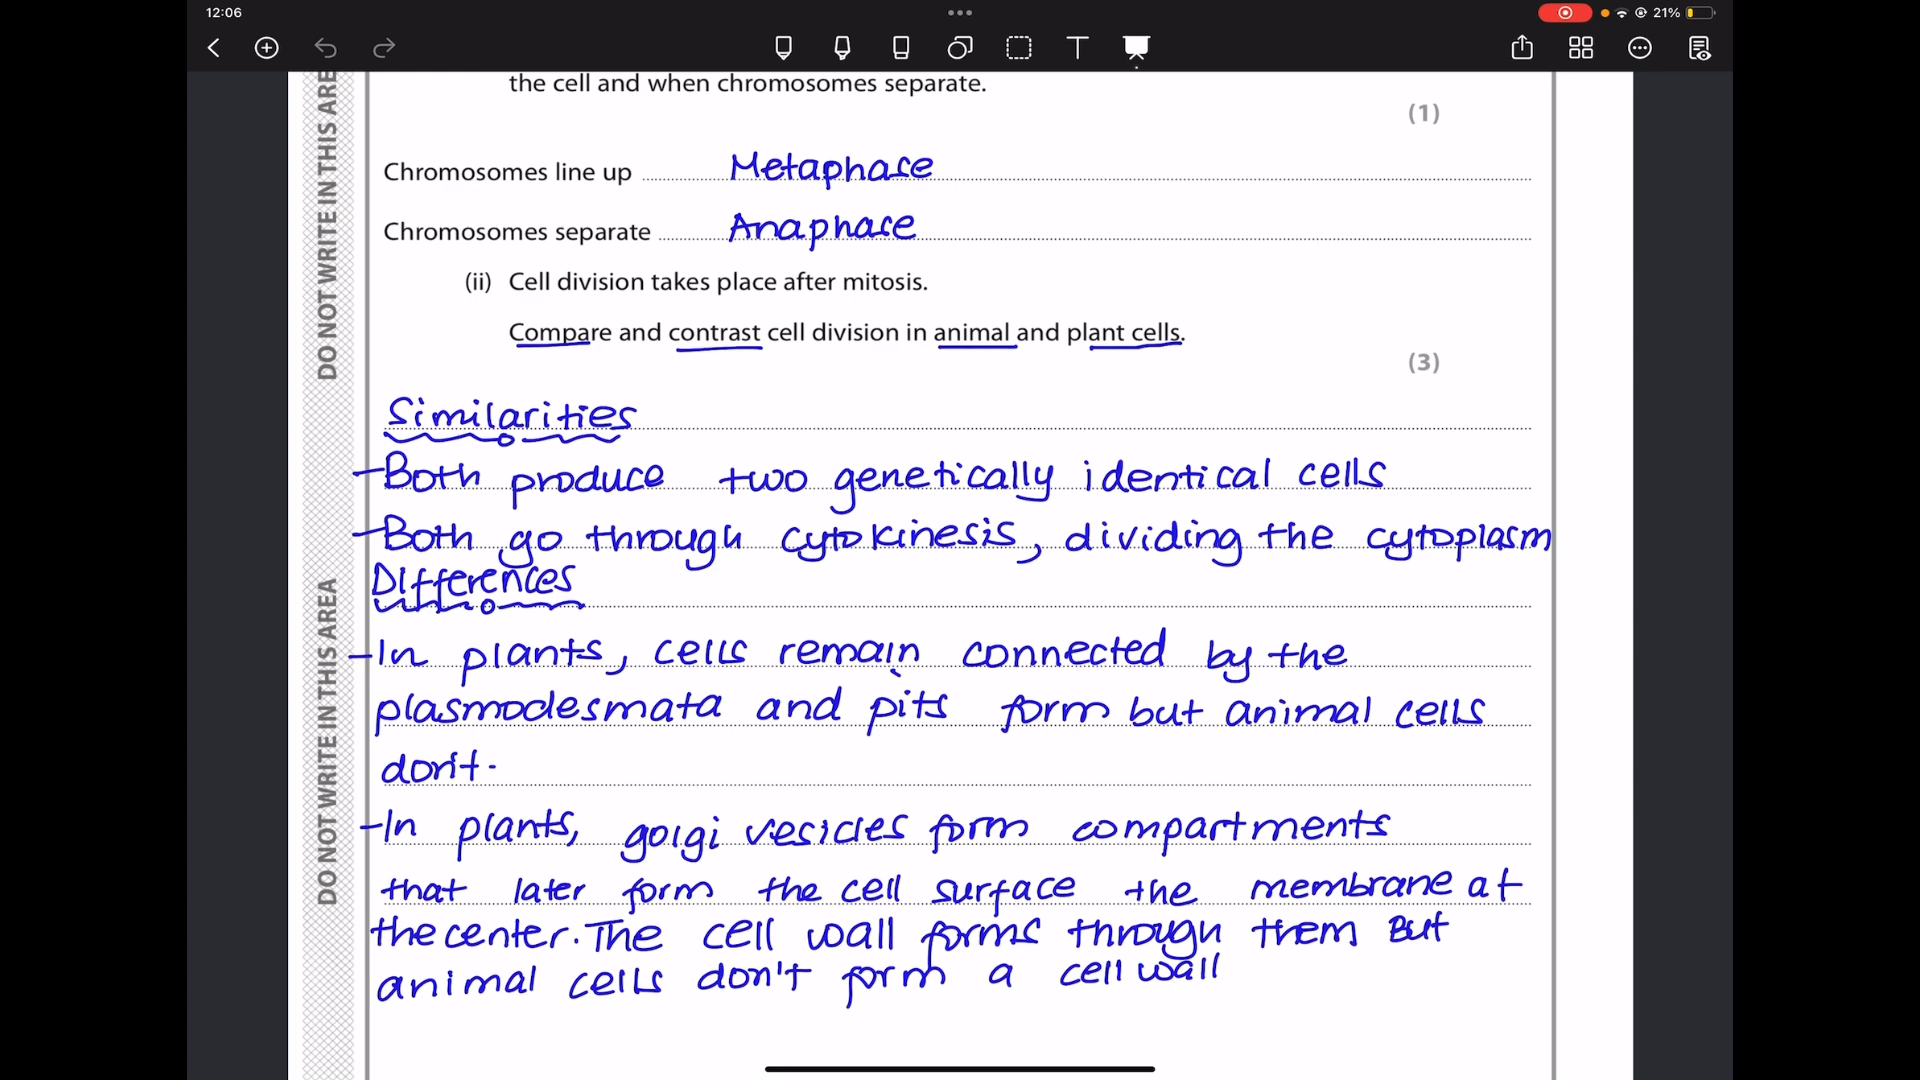 12:06
21%
the cell and when chromosomes separate.
(1)
Chromosomes line up Metaphase
Chromosomes separate Anaphase
(ii) Cell division takes place after mitosis.
Compare and contrast cell division in animal and plant cells.
(3)
Similarities
-Both produce two genetically identical cells
-Both go through cytokinesis, dividing the cytoplasm
Differences
-In plants, cells remain connected by the
plasmodesmata and pits form but animal cells
don't.
-In plants, golgi vesicles form compartments
that later form the cell surface the membrane at
the center. The cell wall forms through them But
animal cells don't form a cell wall
DO NOT WRITE IN THIS ARE
DO NOT WRITE IN THIS AREA